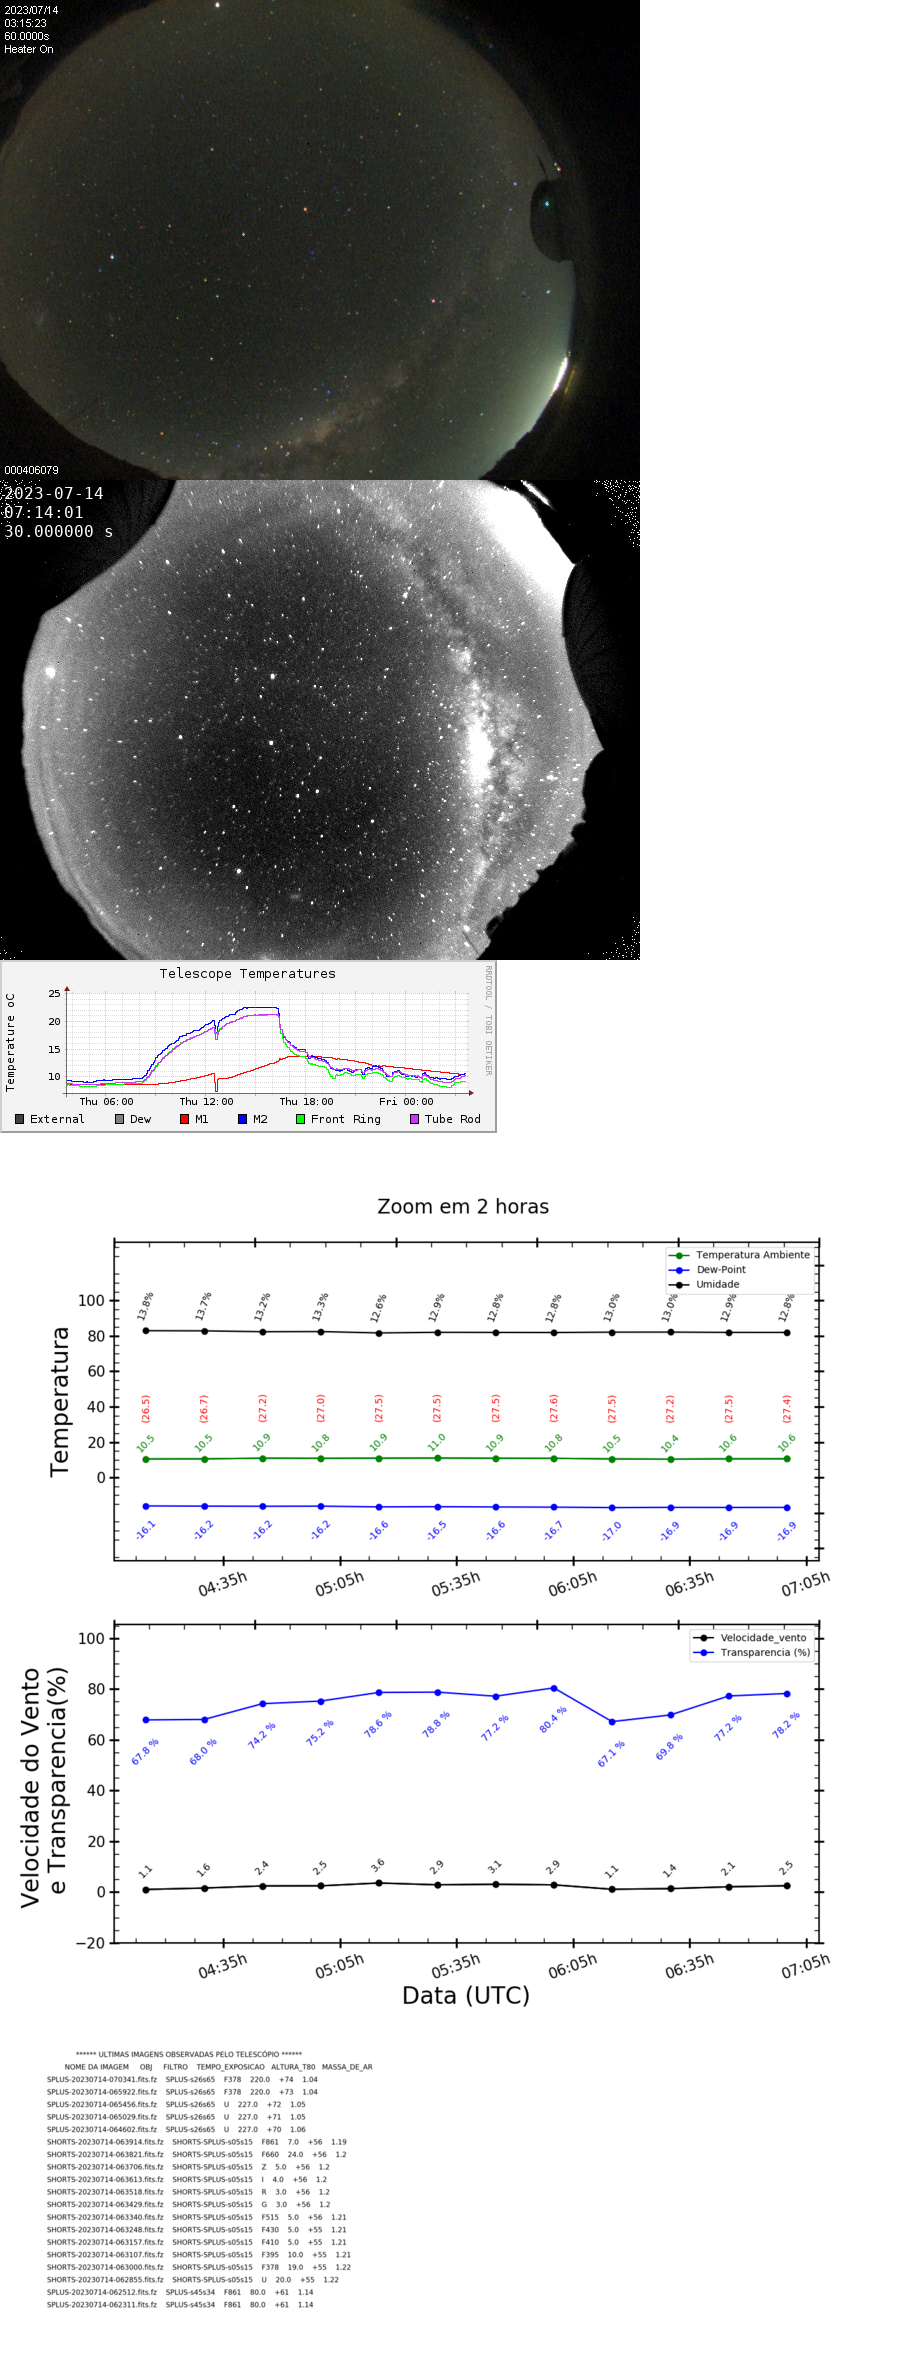 2023/07/14
03:15:23
60.0000s
Heater On
000406079
2023-07-14
07:14:01
30.000000 s
Telescope Temperatures
RRDTOOL / TOBI OETIKER
Temperature oC
25
20
15
10
Thu 06:00 Thu 12:00 Thu 18:00 Fri 00:00
External Dew M1 M2 Front Ring Tube Rod
Zoom em 2 horas
Temperatura Ambiente
Dew-Point
Umidade
Temperatura
100
80
60
40
20
0
13.8% 13.7% 13.2% 13.3% 12.6% 12.9% 12.8% 12.8% 13.0% 13.0% 12.9% 12.8%
(26.5) (26.7) (27.2) (27.0) (27.5) (27.5) (27.5) (27.6) (27.5) (27.2) (27.5) (27.4)
10.5 10.5 10.9 10.8 10.9 11.0 10.9 10.8 10.5 10.4 10.6 10.6
-16.1 -16.2 -16.2 -16.2 -16.6 -16.5 -16.6 -16.7 -17.0 -16.9 -16.9 -16.9
04:35h 05:05h 05:35h 06:05h 06:35h 07:05h
Velocidade_vento
Transparencia (%)
Velocidade do Vento
e Transparencia(%)
100
80
60
40
20
0
−20
67.8 % 68.0 % 74.2 % 75.2 % 78.6 % 78.8 % 77.2 % 80.4 % 67.1 % 69.8 % 77.2 % 78.2 %
1.1 1.6 2.4 2.5 3.6 2.9 3.1 2.9 1.1 1.4 2.1 2.5
04:35h 05:05h 05:35h 06:05h 06:35h 07:05h
Data (UTC)
****** ULTIMAS IMAGENS OBSERVADAS PELO TELESCÓPIO ******
NOME DA IMAGEM OBJ FILTRO TEMPO_EXPOSICAO ALTURA_T80 MASSA_DE_AR
SPLUS-20230714-070341.fits.fz SPLUS-s26s65 F378 220.0 +74 1.04
SPLUS-20230714-065922.fits.fz SPLUS-s26s65 F378 220.0 +73 1.04
SPLUS-20230714-065456.fits.fz SPLUS-s26s65 U 227.0 +72 1.05
SPLUS-20230714-065029.fits.fz SPLUS-s26s65 U 227.0 +71 1.05
SPLUS-20230714-064602.fits.fz SPLUS-s26s65 U 227.0 +70 1.06
SHORTS-20230714-063914.fits.fz SHORTS-SPLUS-s05s15 F861 7.0 +56 1.19
SHORTS-20230714-063821.fits.fz SHORTS-SPLUS-s05s15 F660 24.0 +56 1.2
SHORTS-20230714-063706.fits.fz SHORTS-SPLUS-s05s15 Z 5.0 +56 1.2
SHORTS-20230714-063613.fits.fz SHORTS-SPLUS-s05s15 I 4.0 +56 1.2
SHORTS-20230714-063518.fits.fz SHORTS-SPLUS-s05s15 R 3.0 +56 1.2
SHORTS-20230714-063429.fits.fz SHORTS-SPLUS-s05s15 G 3.0 +56 1.2
SHORTS-20230714-063340.fits.fz SHORTS-SPLUS-s05s15 F515 5.0 +56 1.21
SHORTS-20230714-063248.fits.fz SHORTS-SPLUS-s05s15 F430 5.0 +55 1.21
SHORTS-20230714-063157.fits.fz SHORTS-SPLUS-s05s15 F410 5.0 +55 1.21
SHORTS-20230714-063107.fits.fz SHORTS-SPLUS-s05s15 F395 10.0 +55 1.21
SHORTS-20230714-063000.fits.fz SHORTS-SPLUS-s05s15 F378 19.0 +55 1.22
SHORTS-20230714-062855.fits.fz SHORTS-SPLUS-s05s15 U 20.0 +55 1.22
SPLUS-20230714-062512.fits.fz SPLUS-s45s34 F861 80.0 +61 1.14
SPLUS-20230714-062311.fits.fz SPLUS-s45s34 F861 80.0 +61 1.14